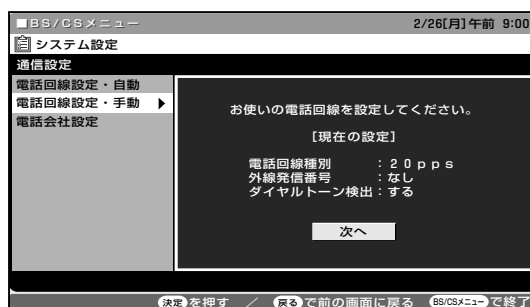 ■BS/CSメニュー 2/26[月]午前 9:00
システム設定
通信設定
電話回線設定・自動
電話回線設定・手動 ▶
電話会社設定
お使いの電話回線を設定してください。
[現在の設定]
電話回線種別 :20pps
外線発信番号 :なし
ダイヤルトーン検出:する
次へ
決定を押す / 戻るで前の画面に戻る BS/CSメニューで終了